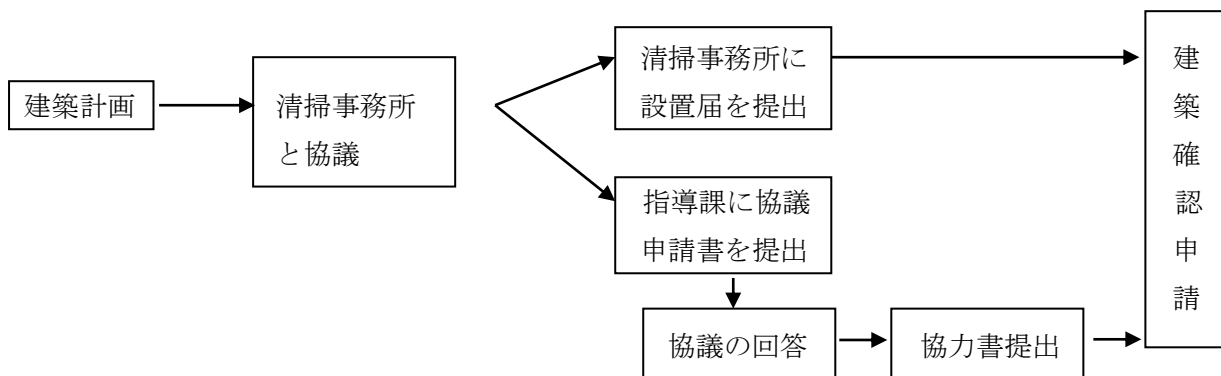 建築計画
清掃事務所
と協議
清掃事務所に
設置届を提出
指導課に協議
申請書を提出
協議の回答
協力書提出
建築確認申請